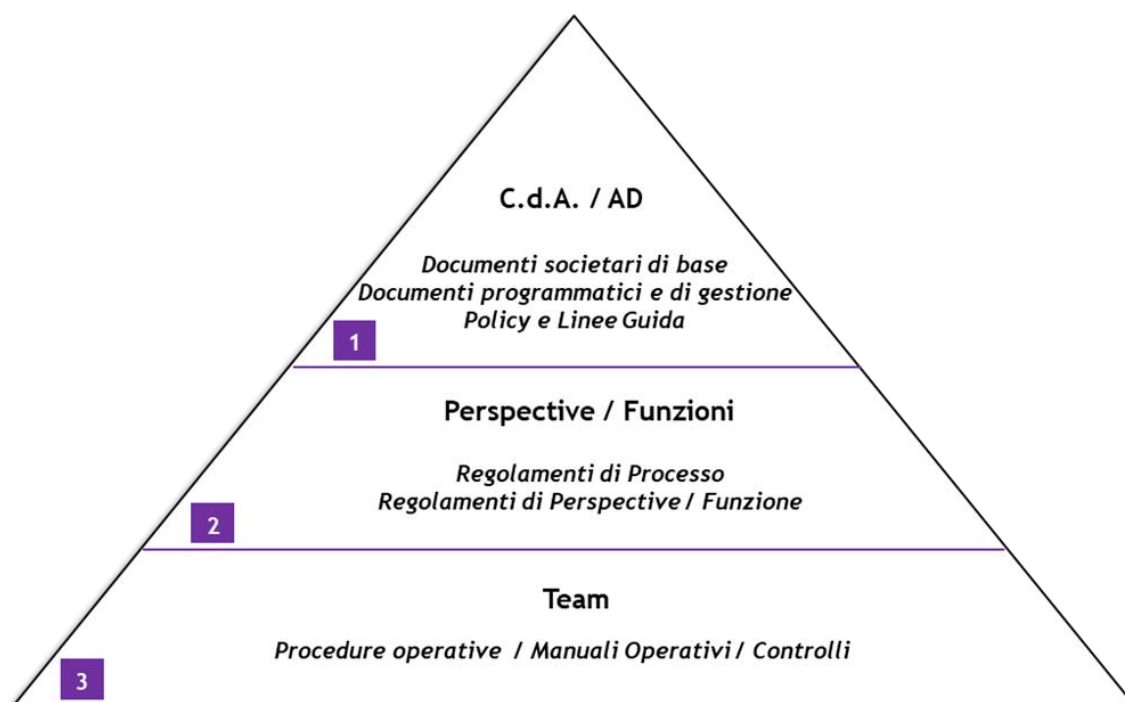 C.d.A. / AD
Documenti societari di base
Documenti programmatici e di gestione
Policy e Linee Guida
1
Perspective / Funzioni
Regolamenti di Processo
Regolamenti di Perspective / Funzione
2
Team
Procedure operative / Manuali Operativi / Controlli
3